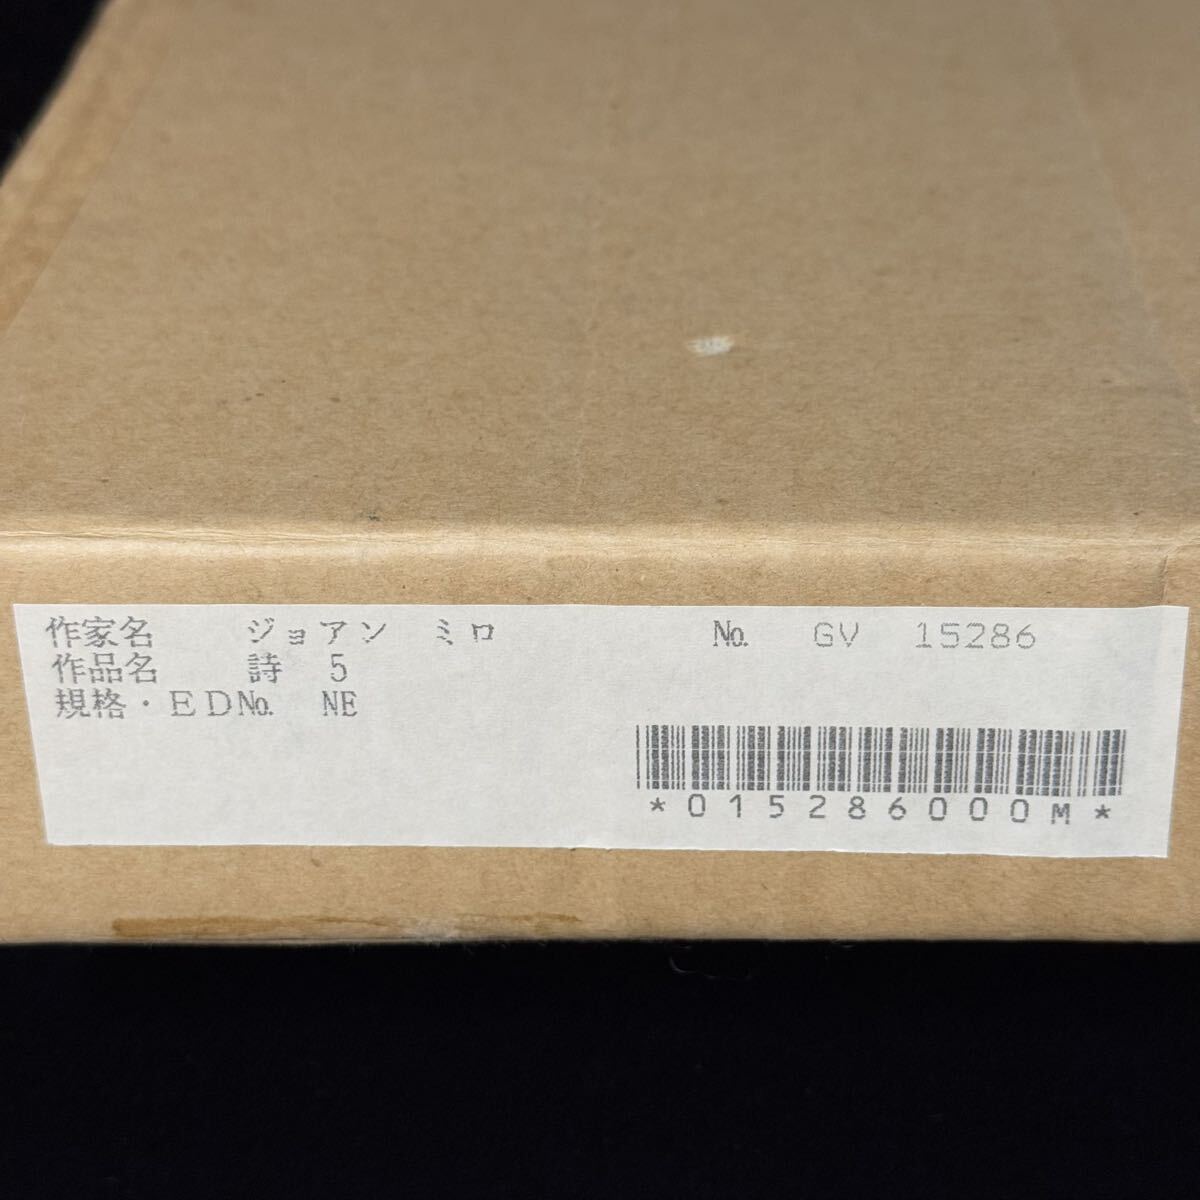 作家名 ジョアン ミロ № GV 15286
作品名 詩 5
規格・ED№ NE
*015286000M*